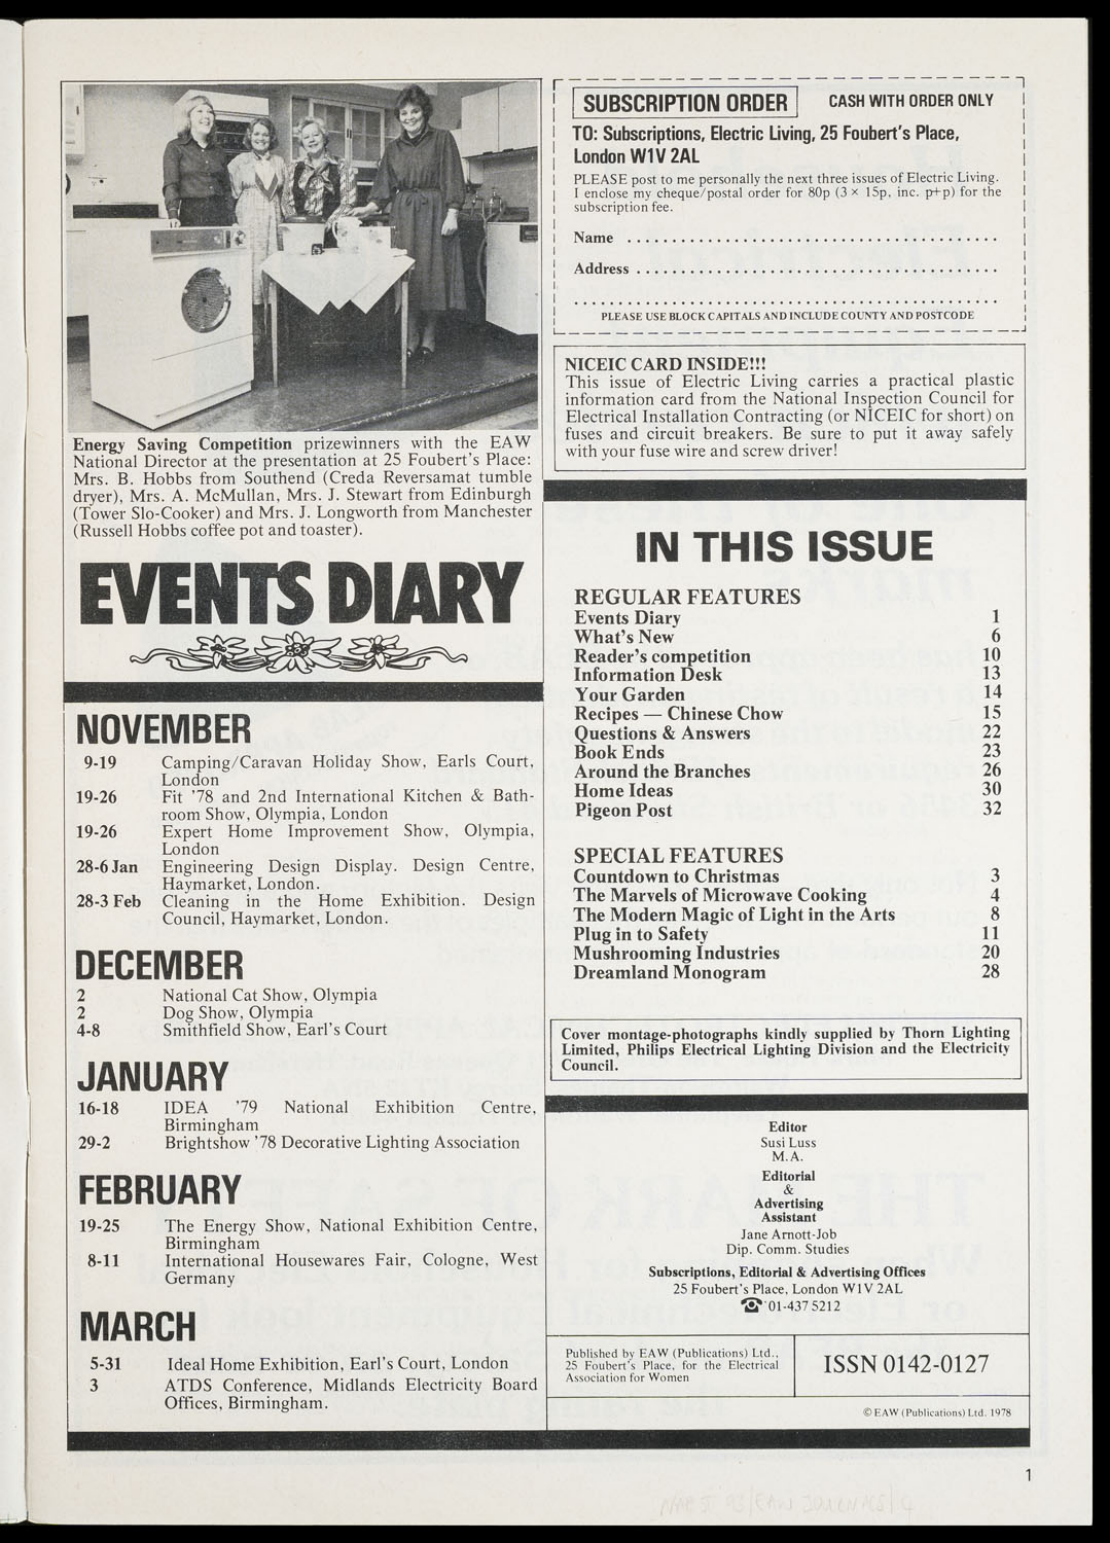 Energy Saving Competition prizewinners with the EAW
National Director at the presentation at 25 Foubert's Place:
Mrs. B. Hobbs from Southend (Creda Reversamat tumble
dryer), Mrs. A. McMullan, Mrs. J. Stewart from Edinburgh
(Tower Slo-Cooker) and Mrs. J. Longworth from Manchester
(Russell Hobbs coffee pot and toaster).
EVENTS DIARY
NOVEMBER
9-19 Camping/Caravan Holiday Show, Earls Court,
London
19-26 Fit '78 and 2nd International Kitchen & Bath-
room Show, Olympia, London
19-26 Expert Home Improvement Show, Olympia,
London
28-6 Jan Engineering Design Display. Design Centre,
Haymarket, London.
28-3 Feb Cleaning in the Home Exhibition. Design
Council, Haymarket, London.
DECEMBER
2 National Cat Show, Olympia
2 Dog Show, Olympia
4-8 Smithfield Show, Earl's Court
JANUARY
16-18 IDEA '79 National Exhibition Centre,
Birmingham
29-2 Brightshow '78 Decorative Lighting Association
FEBRUARY
19-25 The Energy Show, National Exhibition Centre,
Birmingham
8-11 International Housewares Fair, Cologne, West
Germany
MARCH
5-31 Ideal Home Exhibition, Earl's Court, London
3 ATDS Conference, Midlands Electricity Board
Offices, Birmingham.
SUBSCRIPTION ORDER CASH WITH ORDER ONLY
TO: Subscriptions, Electric Living, 25 Foubert's Place,
London W1V 2AL
PLEASE post to me personally the next three issues of Electric Living.
I enclose my cheque/postal order for 80p (3 × 15p, inc. p+p) for the
subscription fee.
Name
Address
PLEASE USE BLOCK CAPITALS AND INCLUDE COUNTY AND POSTCODE
NICEIC CARD INSIDE!!!
This issue of Electric Living carries a practical plastic
information card from the National Inspection Council for
Electrical Installation Contracting (or NICEIC for short) on
fuses and circuit breakers. Be sure to put it away safely
with your fuse wire and screw driver!
IN THIS ISSUE
REGULAR FEATURES
Events Diary 1
What's New 6
Reader's competition 10
Information Desk 13
Your Garden 14
Recipes — Chinese Chow 15
Questions & Answers 22
Book Ends 23
Around the Branches 26
Home Ideas 30
Pigeon Post 32
SPECIAL FEATURES
Countdown to Christmas 3
The Marvels of Microwave Cooking 4
The Modern Magic of Light in the Arts 8
Plug in to Safety 11
Mushrooming Industries 20
Dreamland Monogram 28
Cover montage-photographs kindly supplied by Thorn Lighting
Limited, Philips Electrical Lighting Division and the Electricity
Council.
Editor
Susi Luss
M.A.
Editorial
&
Advertising
Assistant
Jane Arnott-Job
Dip. Comm. Studies
Subscriptions, Editorial & Advertising Offices
25 Foubert's Place, London W1V 2AL
☎ 01-437 5212
Published by EAW (Publications) Ltd.,
25 Foubert's Place, for the Electrical
Association for Women
ISSN 0142-0127
© EAW (Publications) Ltd. 1978
1